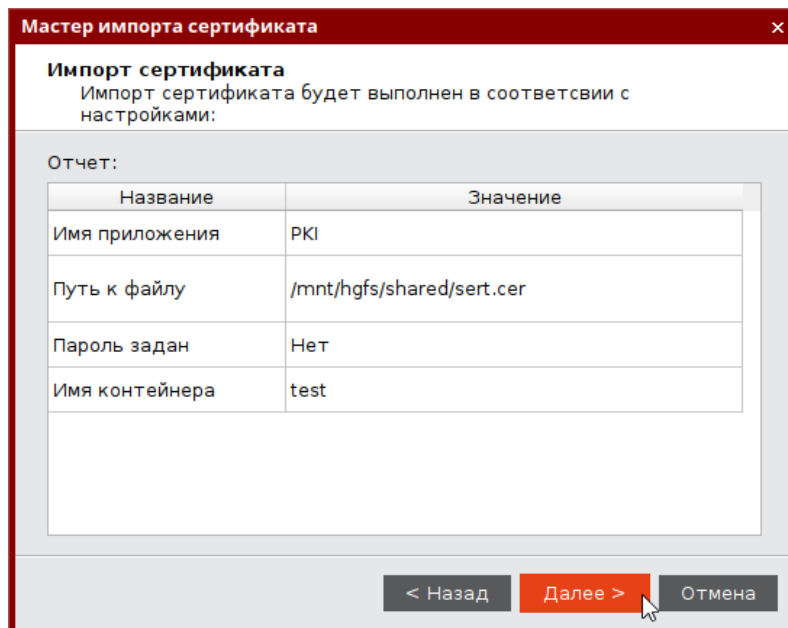 Мастер импорта сертификата ×
Импорт сертификата
Импорт сертификата будет выполнен в соответсвии с
настройками:
Отчет:
Название Значение
Имя приложения PKI
Путь к файлу /mnt/hgfs/shared/sert.cer
Пароль задан Нет
Имя контейнера test
< Назад Далее > Отмена